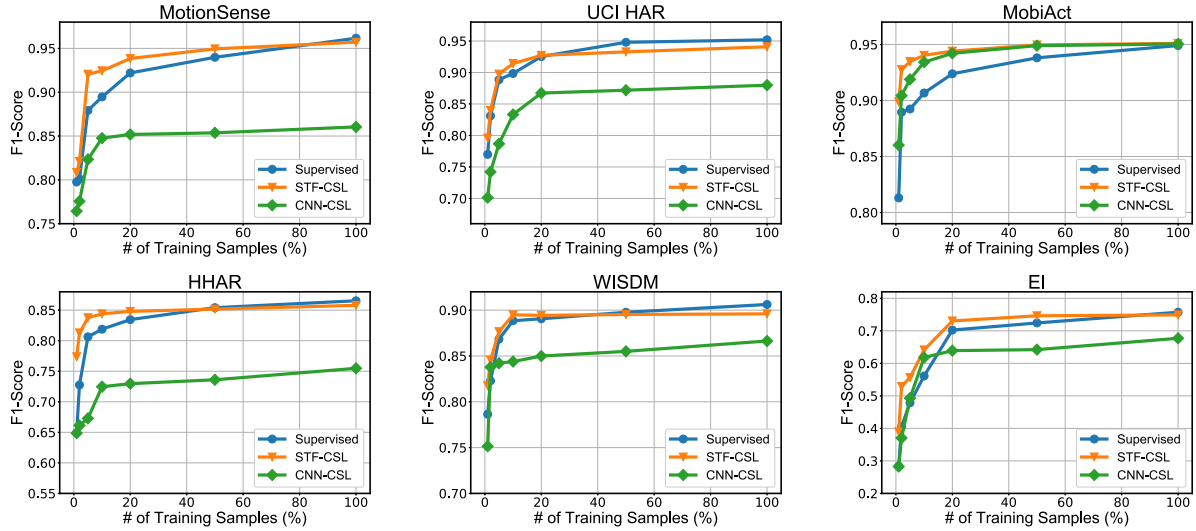 MotionSense
F1-Score
0.95
0.90
0.85
0.80
0.75
0
20
40
60
80
100
# of Training Samples (%)
Supervised
STF-CSL
CNN-CSL
UCI HAR
F1-Score
0.95
0.90
0.85
0.80
0.75
0.70
0
20
40
60
80
100
# of Training Samples (%)
Supervised
STF-CSL
CNN-CSL
MobiAct
F1-Score
0.95
0.90
0.85
0.80
0
20
40
60
80
100
# of Training Samples (%)
Supervised
STF-CSL
CNN-CSL
HHAR
F1-Score
0.85
0.80
0.75
0.70
0.65
0.60
0.55
0
20
40
60
80
100
# of Training Samples (%)
Supervised
STF-CSL
CNN-CSL
WISDM
F1-Score
0.90
0.85
0.80
0.75
0.70
0
20
40
60
80
100
# of Training Samples (%)
Supervised
STF-CSL
CNN-CSL
EI
F1-Score
0.8
0.7
0.6
0.5
0.4
0.3
0.2
0
20
40
60
80
100
# of Training Samples (%)
Supervised
STF-CSL
CNN-CSL